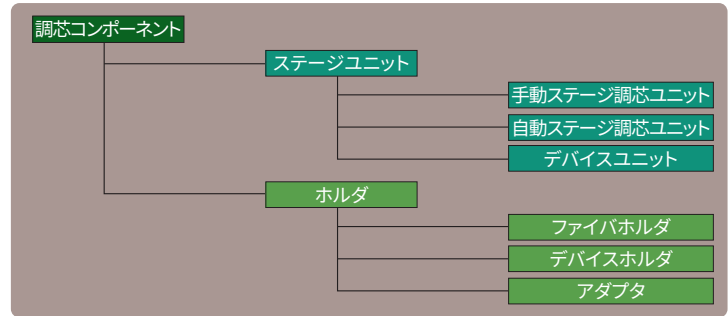 調芯コンポーネント
ステージユニット
手動ステージ調芯ユニット
自動ステージ調芯ユニット
デバイスユニット
ホルダ
ファイバホルダ
デバイスホルダ
アダプタ